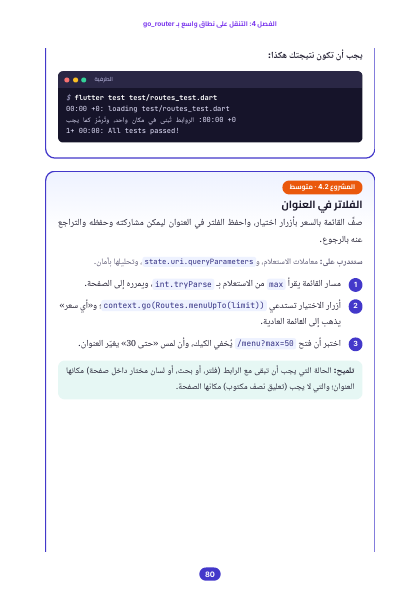 الفصل 4: التنقل على نطاق واسع بـ go_router
يجب أن تكون نتيجتك هكذا:
الطرفية
$ flutter test test/routes_test.dart
00:00 +0: loading test/routes_test.dart
00:00 +0: الروابط تُبنى في مكان واحد، وتُرمَّز كما يجب
00:00 +1: All tests passed!
المشروع 4.2 · متوسط
الفلاتر في العنوان
صفِّ القائمة بالسعر بأزرار اختيار، واحفظ الفلتر في العنوان ليمكن مشاركته وحفظه والتراجع
عنه بالرجوع.
ستتدرب على: معاملات الاستعلام، و state.uri.queryParameters، وتحليلها بأمان.
1 مسار القائمة يقرأ max من الاستعلام بـ int.tryParse، ويمرره إلى الصفحة.
2 أزرار الاختيار تستدعي context.go(Routes.menuUpTo(limit))؛ و«أي سعر»
يذهب إلى القائمة العادية.
3 اختبر أن فتح /menu?max=50 يُخفي الكيك، وأن لمس «حتى 30» يغيّر العنوان.
تلميح: الحالة التي يجب أن تبقى مع الرابط (فلتر، أو بحث، أو لسان مختار داخل صفحة) مكانها
العنوان؛ والتي لا يجب (تعليق نصف مكتوب) مكانها الصفحة.
80